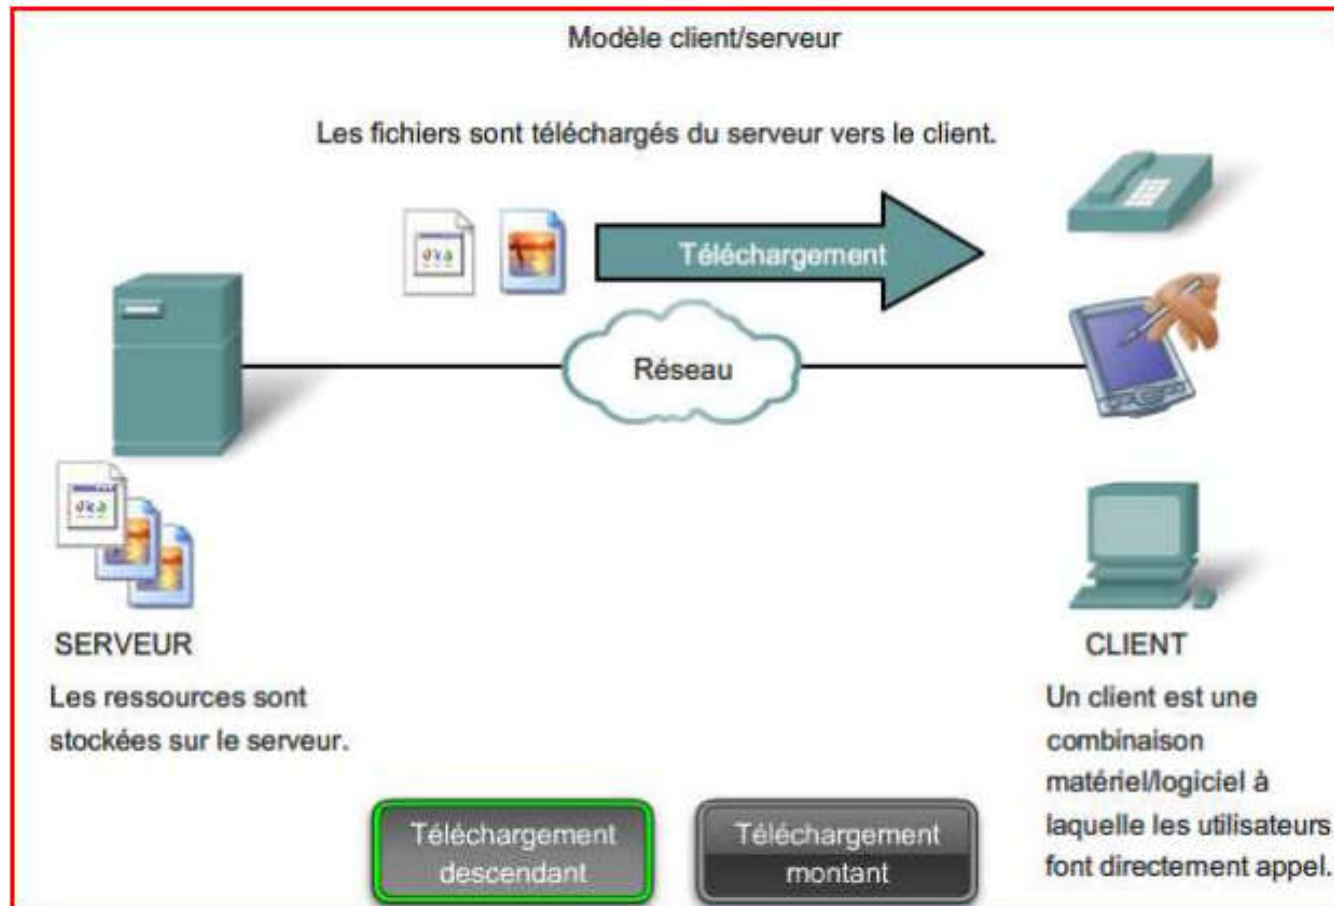 Modèle client/serveur
Les fichiers sont téléchargés du serveur vers le client.
Téléchargement
Réseau
SERVEUR
Les ressources sont
stockées sur le serveur.
CLIENT
Un client est une
combinaison
matériel/logiciel à
laquelle les utilisateurs
font directement appel.
Téléchargement
descendant
Téléchargement
montant